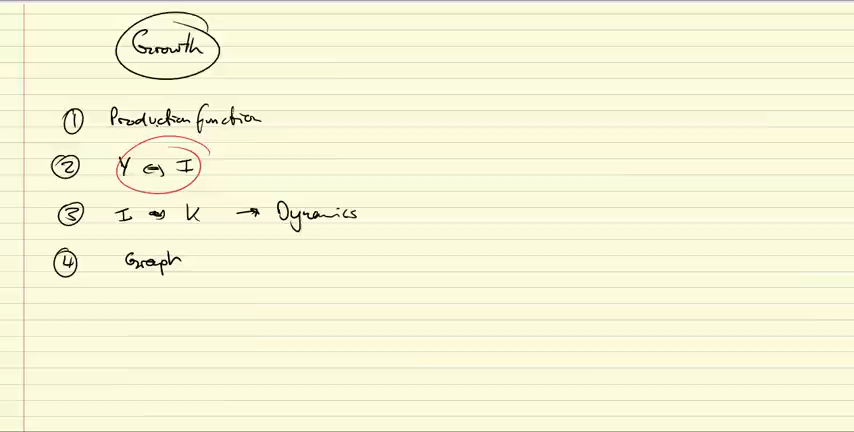 Growth
① Production function
② Y ⇔ I
③ I ⇔ K → Dynamics
④ Graph